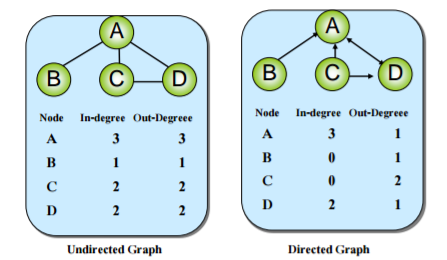 A
B C D
Node In-degree Out-Degreee
A 3 3
B 1 1
C 2 2
D 2 2
Undirected Graph
A
B C D
Node In-degree Out-Degreee
A 3 1
B 0 1
C 0 2
D 2 1
Directed Graph